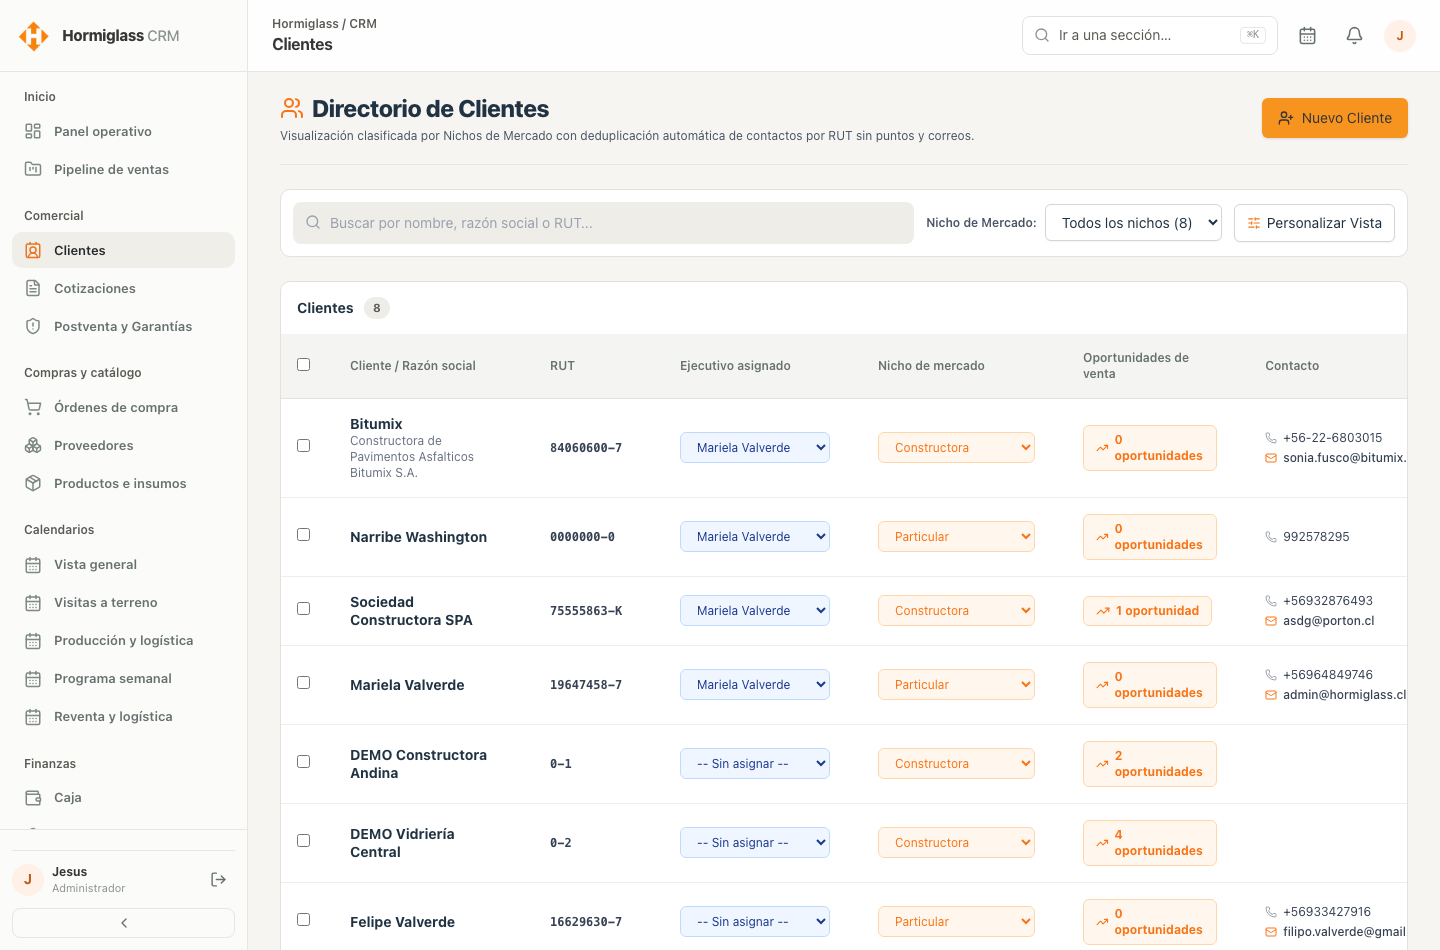 Hormiglass CRM
Inicio
Panel operativo
Pipeline de ventas
Comercial
Clientes
Cotizaciones
Postventa y Garantías
Compras y catálogo
Órdenes de compra
Proveedores
Productos e insumos
Calendarios
Vista general
Visitas a terreno
Producción y logística
Programa semanal
Reventa y logística
Finanzas
Caja
J
Jesus
Administrador
Hormiglass / CRM
Clientes
Ir a una sección...
⌘K
J
Directorio de Clientes
Visualización clasificada por Nichos de Mercado con deduplicación automática de contactos por RUT sin puntos y correos.
Nuevo Cliente
Buscar por nombre, razón social o RUT...
Nicho de Mercado:
Todos los nichos (8)
Personalizar Vista
Clientes 8
Cliente / Razón social
RUT
Ejecutivo asignado
Nicho de mercado
Oportunidades de
venta
Contacto
Bitumix
Constructora de
Pavimentos Asfalticos
Bitumix S.A.
84060600-7
Mariela Valverde
Constructora
0
oportunidades
+56-22-6803015
sonia.fusco@bitumix.
Narribe Washington
0000000-0
Mariela Valverde
Particular
0
oportunidades
992578295
Sociedad
Constructora SPA
75555863-K
Mariela Valverde
Constructora
1 oportunidad
+56932876493
asdg@porton.cl
Mariela Valverde
19647458-7
Mariela Valverde
Particular
0
oportunidades
+56964849746
admin@hormiglass.cl
DEMO Constructora
Andina
0-1
-- Sin asignar --
Constructora
2
oportunidades
DEMO Vidriería
Central
0-2
-- Sin asignar --
Constructora
4
oportunidades
Felipe Valverde
16629630-7
-- Sin asignar --
Particular
0
oportunidades
+56933427916
filipo.valverde@gmail